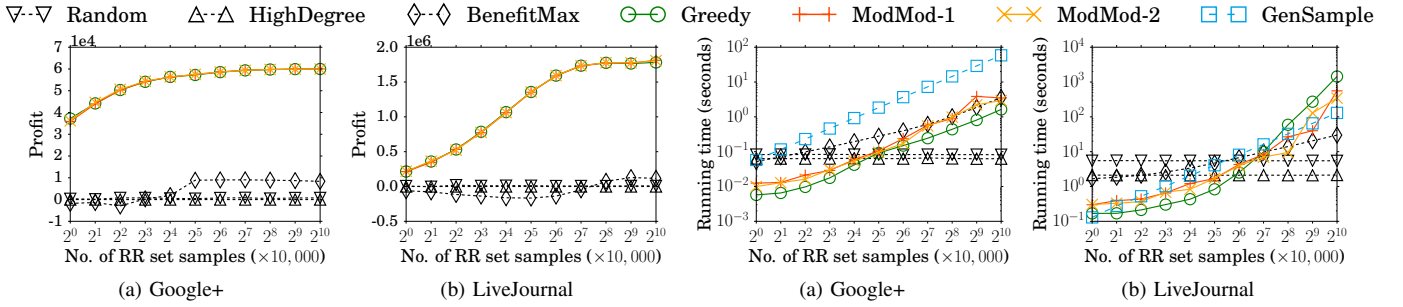 Random HighDegree BenefitMax Greedy ModMod-1 ModMod-2 GenSample
1e4
7
6
5
4
3
2
1
0
-1
Profit
2^0 2^1 2^2 2^3 2^4 2^5 2^6 2^7 2^8 2^9 2^10
No. of RR set samples (×10, 000)
(a) Google+
1e6
2.0
1.5
1.0
0.5
0.0
-0.5
Profit
2^0 2^1 2^2 2^3 2^4 2^5 2^6 2^7 2^8 2^9 2^10
No. of RR set samples (×10, 000)
(b) LiveJournal
10^2
10^1
10^0
10^-1
10^-2
10^-3
Running time (seconds)
2^0 2^1 2^2 2^3 2^4 2^5 2^6 2^7 2^8 2^9 2^10
No. of RR set samples (×10, 000)
(a) Google+
10^4
10^3
10^2
10^1
10^0
10^-1
Running time (seconds)
2^0 2^1 2^2 2^3 2^4 2^5 2^6 2^7 2^8 2^9 2^10
No. of RR set samples (×10, 000)
(b) LiveJournal